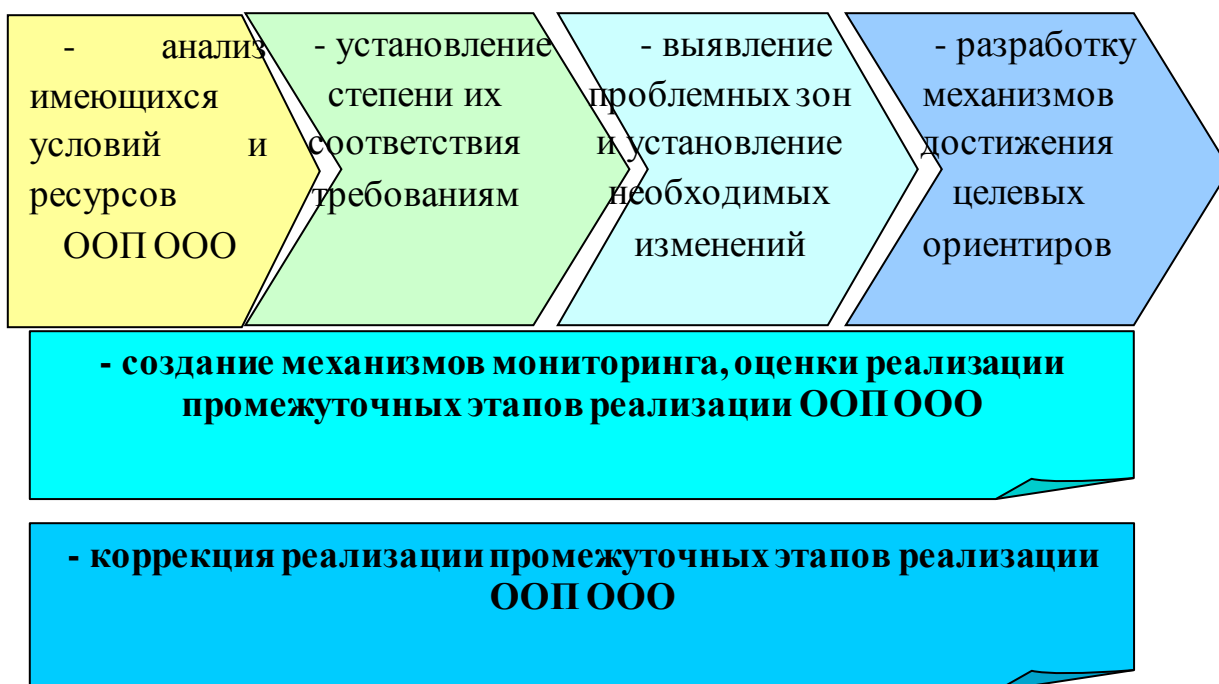 - анализ
имеющихся
условий и
ресурсов
ООП ООО
- установление
степени их
соответствия
требованиям
- выявление
проблемных зон
и установление
необходимых
изменений
- разработку
механизмов
достижения
целевых
ориентиров
- создание механизмов мониторинга, оценки реализации
промежуточных этапов реализации ООП ООО
- коррекция реализации промежуточных этапов реализации
ООП ООО